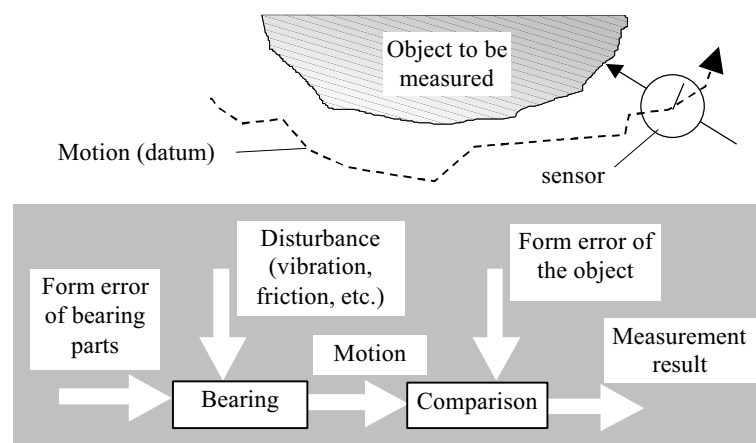 Object to be
measured
Motion (datum)
sensor
Disturbance
(vibration,
friction, etc.)
Form error of
the object
Form error
of bearing
parts
Motion
Measurement
result
Bearing
Comparison